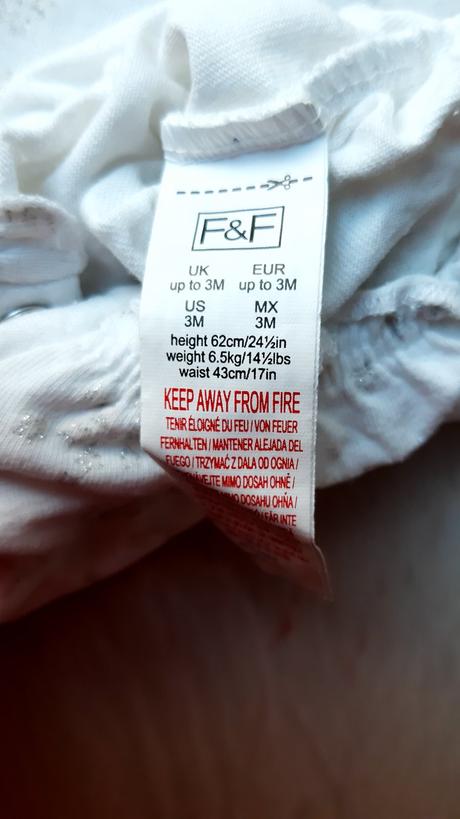 F&F
UK EUR
up to 3M up to 3M
US MX
3M 3M
height 62cm/24½in
weight 6.5kg/14½lbs
waist 43cm/17in
KEEP AWAY FROM FIRE
TENIR ÉLOIGNÉ DU FEU / VON FEUER
FERNHALTEN / MANTENER ALEJADA DEL
FUEGO / TRZYMAĆ Z DALA OD OGNIA /
MIMO DOSAH OHNĚ /
MIMO DOSAHU OHŇA /
FÅR INTE